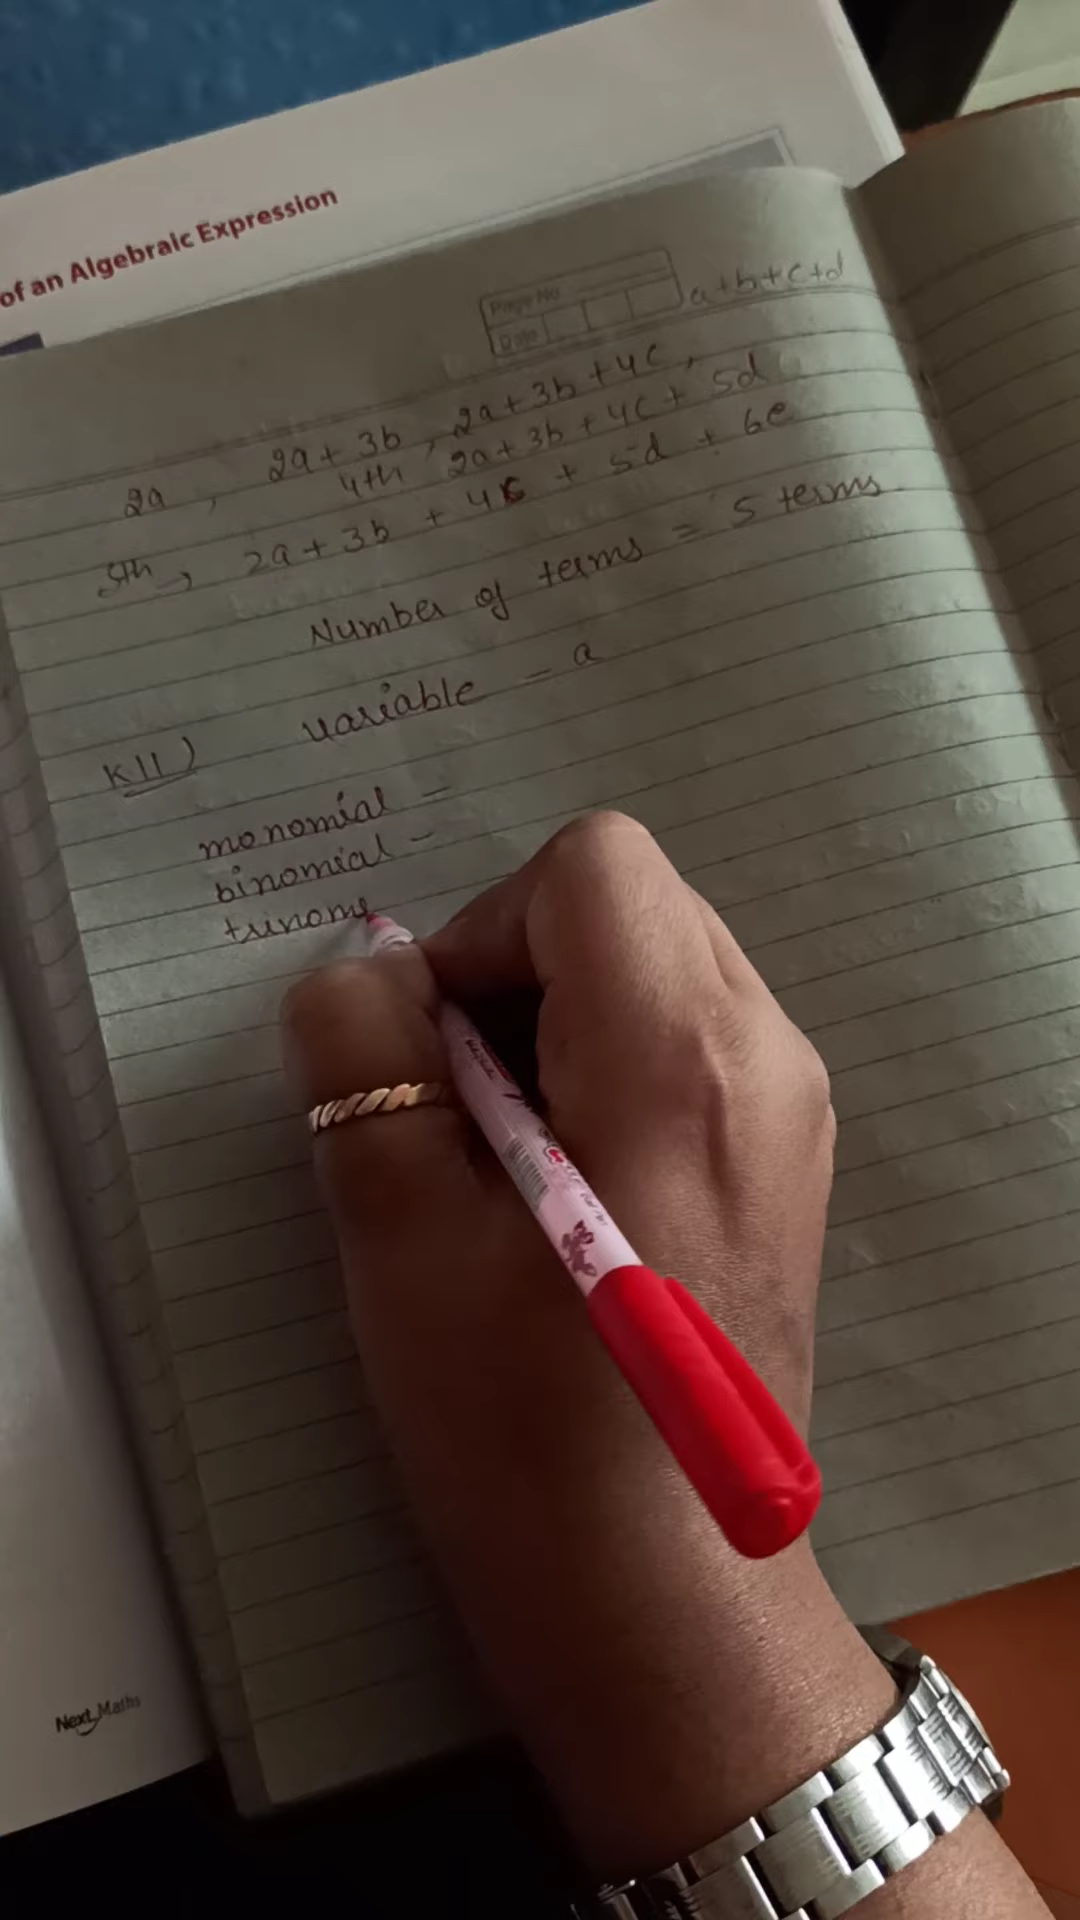 of an Algebraic Expression
Page No
Date
a+b+c+d
2a , 2a + 3b , 2a + 3b + 4c ,
4th 2a + 3b + 4c + 5d
5th , 2a + 3b + 4c + 5d + 6e
Number of terms = 5 terms
variable - a
K11)
monomial -
binomial -
trinom
Next Maths